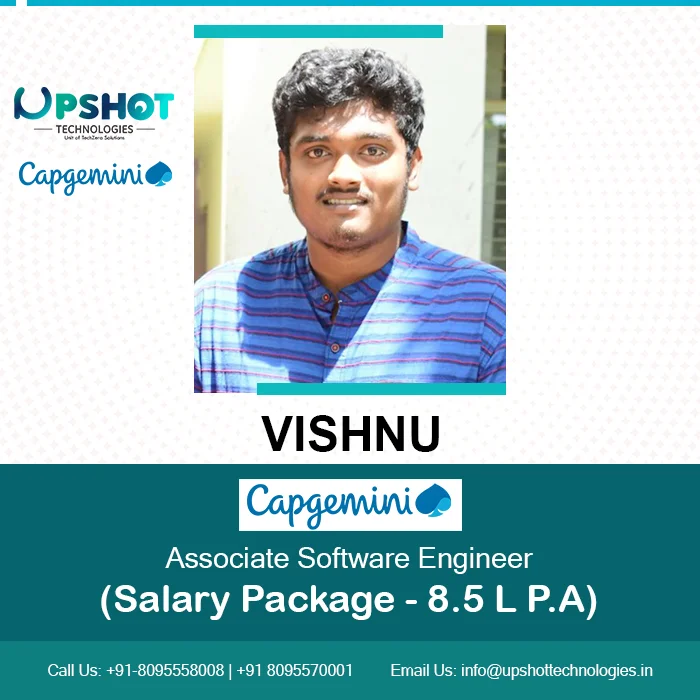 UPSHOT
TECHNOLOGIES
Unit of TechZera Solutions
Capgemini
VISHNU
Capgemini
Associate Software Engineer
(Salary Package - 8.5 L P.A)
Call Us: +91-8095558008 | +91 8095570001 Email Us: info@upshottechnologies.in